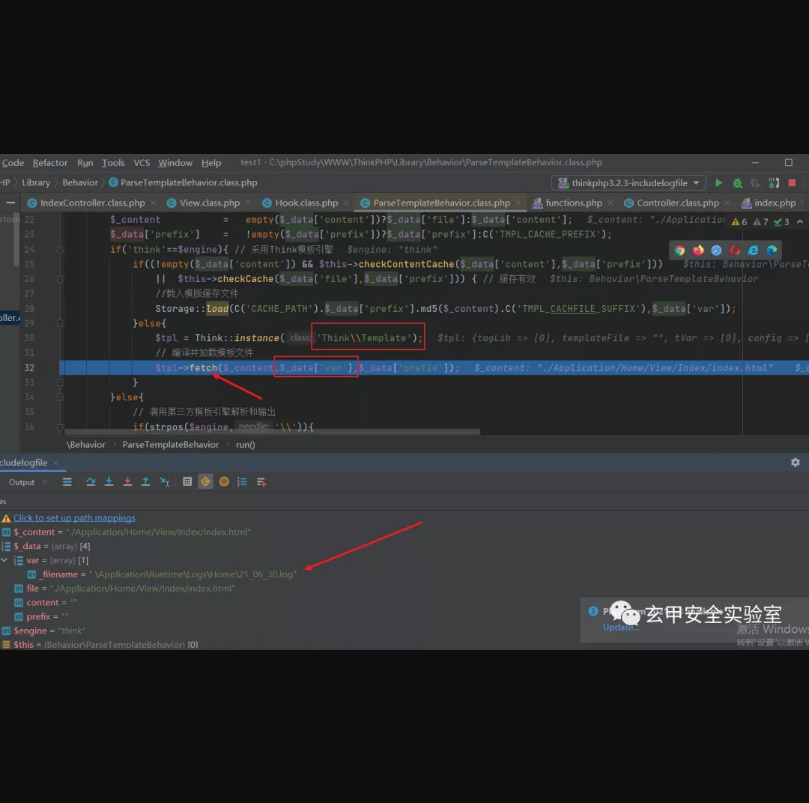 Code Refactor Run Tools VCS Window Help test1 - C:\phpStudy\WWW\ThinkPHP\Library\Behavior\ParseTemplateBehavior.class.php
HP Library Behavior ParseTemplateBehavior.class.php thinkphp3.2.3-includelogfile
IndexController.class.php View.class.php Hook.class.php ParseTemplateBehavior.class.php functions.php Controller.class.php index.php
22 $_content = empty($_data['content'])?$_data['file']:$_data['content']; $_content: "./Application 6 7 3
23 $_data['prefix'] = !empty($_data['prefix'])?$_data['prefix']:C('TMPL_CACHE_PREFIX');
24 if('think'==$engine){ // 采用Think模板引擎 $engine: "think"
25 if((!empty($_data['content']) && $this->checkContentCache($_data['content'],$_data['prefix'])) $this: Behavior\ParseTe
26 || $this->checkCache($_data['file'],$_data['prefix'])) { // 缓存有效 $this: Behavior\ParseTemplateBehavior
27 //载入模版缓存文件
28 Storage::load(C('CACHE_PATH').$_data['prefix'].md5($_content).C('TMPL_CACHFILE_SUFFIX'),$_data['var']);
29 }else{
30 $tpl = Think::instance( class: 'Think\\Template'); $tpl: {tagLib => [0], templateFile => "", tVar => [0], config => [
31 // 编译并加载模板文件
32 $tpl->fetch($_content,$_data['var'],$_data['prefix']); $_content: "./Application/Home/View/Index/index.html"
33 }
34 }else{
35 // 调用第三方模板引擎解析和输出
36 if(strpos($engine, needle: '\\')){
\Behavior ParseTemplateBehavior run()
cludelogfile
Output
es
Click to set up path mappings
$_content = "./Application/Home/View/Index/index.html"
$_data = {array} [4]
var = {array} [1]
_filename = ".\Application\Runtime\Logs\Home\21_06_30.log"
file = "./Application/Home/View/Index/index.html"
content = ""
prefix = ""
玄甲安全实验室
Update...
激活 Windows
$engine = "think"
$this = {Behavior\ParseTemplateBehavior} [0]
转到"设置"以激活